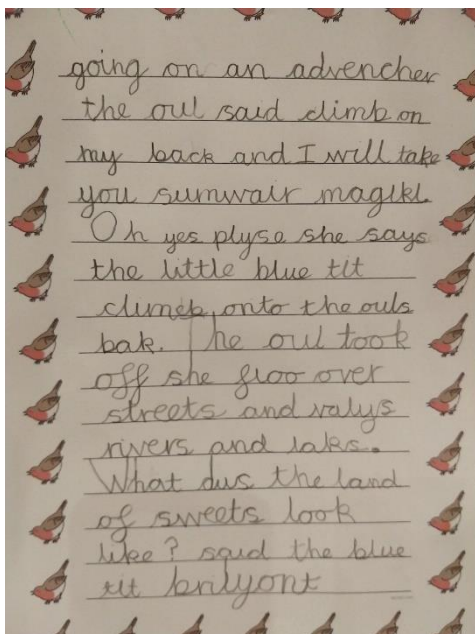 going on an advencher
the oul said climb on
my back and I will take
you sumwair magikl.
Oh yes plyse she says
the little blue tit
climeb onto the ouls
bak. The oul took
off she floo over
streets and valys
rivers and laks.
What dus the land
of sweets look
like? said the blue
tit brilyont